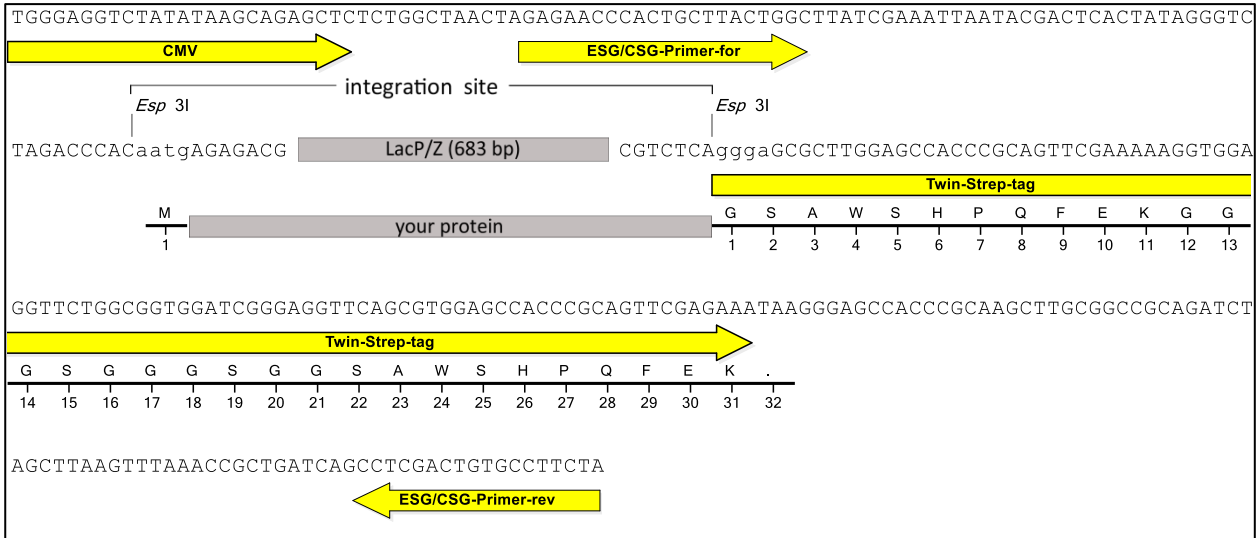 TGGGAGGTCTATATAAGCAGAGCTCTCTGGCTAACTAGAGAACCCACTGCTTACTGGCTTATCGAAATTAATACGACTCACTATAGGGTC
CMV ESG/CSG-Primer-for
integration site
Esp 3I Esp 3I
TAGACCCACaatgAGAGACG LacP/Z (683 bp) CGTCTCAgggaGCGCTTGGAGCCACCCGCAGTTCGAAAAAGGTGGA
Twin-Strep-tag
M your protein G S A W S H P Q F E K G G
1 1 2 3 4 5 6 7 8 9 10 11 12 13
GGTTCTGGCGGTGGATCGGGAGGTTCAGCGTGGAGCCACCCGCAGTTCGAGAAATAAGGGAGCCACCCGCAAGCTTGCGGCCGCAGATCT
Twin-Strep-tag
G S G G G S G G S A W S H P Q F E K .
14 15 16 17 18 19 20 21 22 23 24 25 26 27 28 29 30 31 32
AGCTTAAGTTTAAACCGCTGATCAGCCTCGACTGTGCCTTCTA
ESG/CSG-Primer-rev